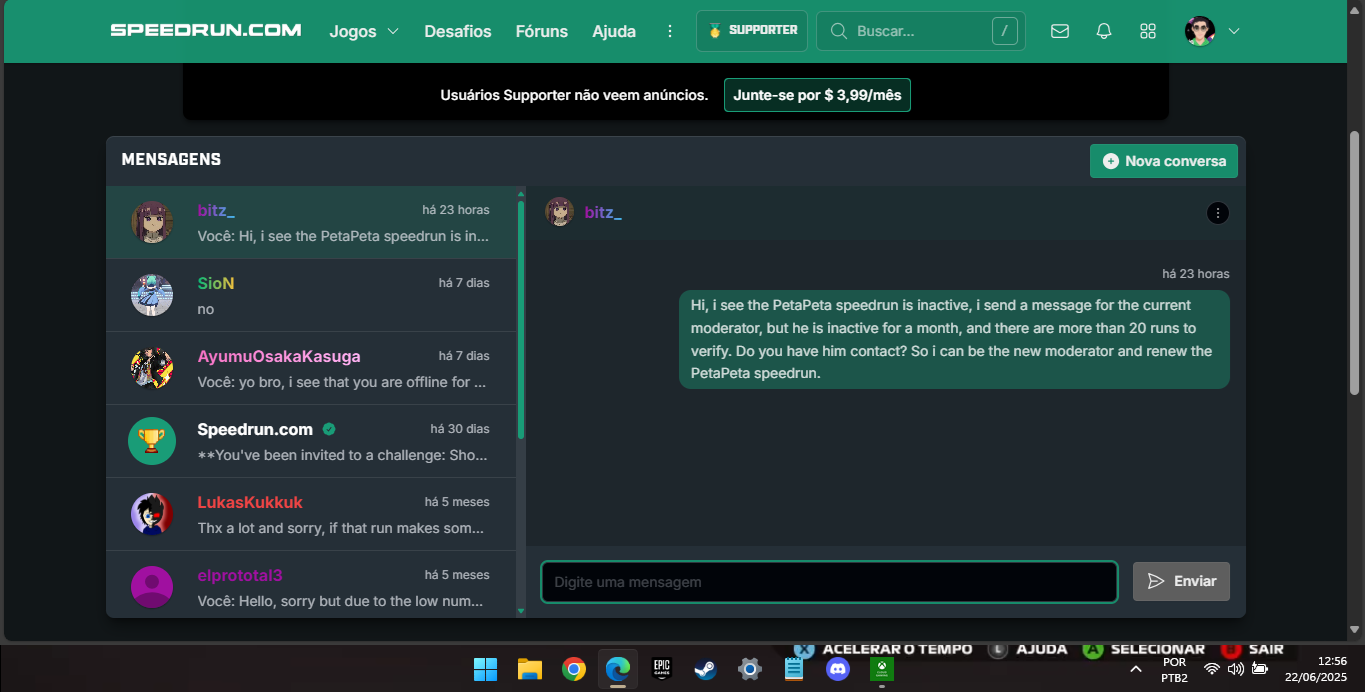 SPEEDRUN.COM
Jogos
Desafios
Fóruns
Ajuda
SUPPORTER
Buscar...
/
Usuários Supporter não veem anúncios.
Junte-se por $ 3,99/mês
MENSAGENS
Nova conversa
bitz_
há 23 horas
Você: Hi, i see the PetaPeta speedrun is in...
SioN
há 7 dias
no
AyumuOsakaKasuga
há 7 dias
Você: yo bro, i see that you are offline for ...
Speedrun.com
há 30 dias
**You've been invited to a challenge: Sho...
LukasKukkuk
há 5 meses
Thx a lot and sorry, if that run makes som...
elprototal3
há 5 meses
Você: Hello, sorry but due to the low num...
bitz_
há 23 horas
Hi, i see the PetaPeta speedrun is inactive, i send a message for the current
moderator, but he is inactive for a month, and there are more than 20 runs to
verify. Do you have him contact? So i can be the new moderator and renew the
PetaPeta speedrun.
Digite uma mensagem
Enviar
X ACELERAR O TEMPO
L AJUDA
A SELECIONAR
B SAIR
EPIC
GAMES
POR
PTB2
12:56
22/06/2025